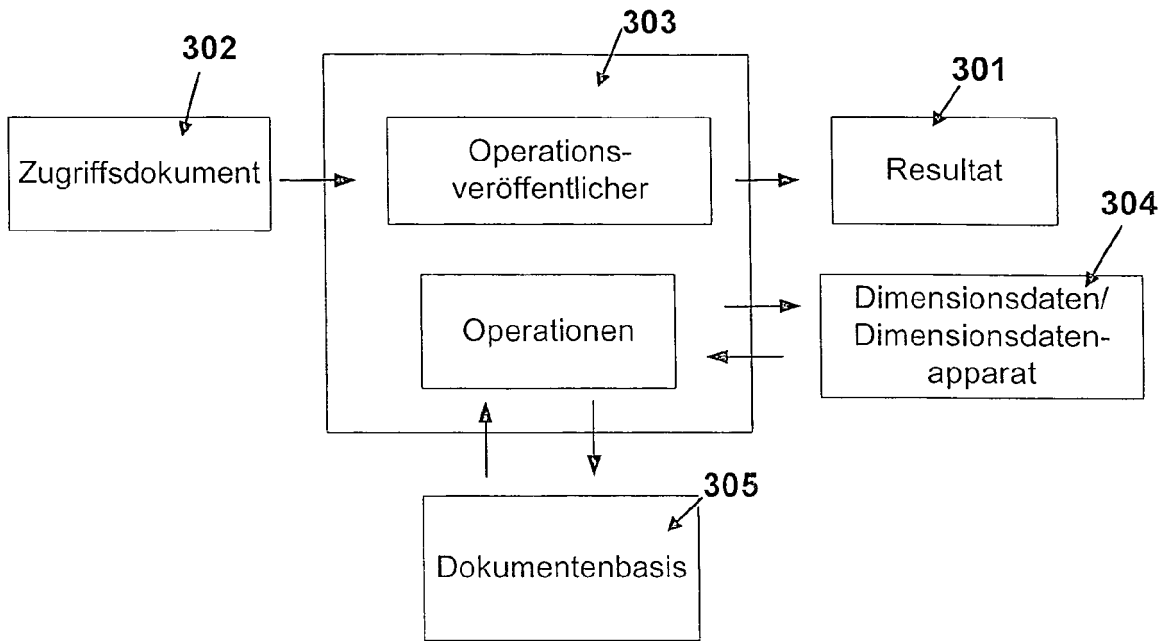 302
303
301
Zugriffsdokument
Operations-
veröffentlicher
Resultat
304
Operationen
Dimensionsdaten/
Dimensionsdaten-
apparat
305
Dokumentenbasis